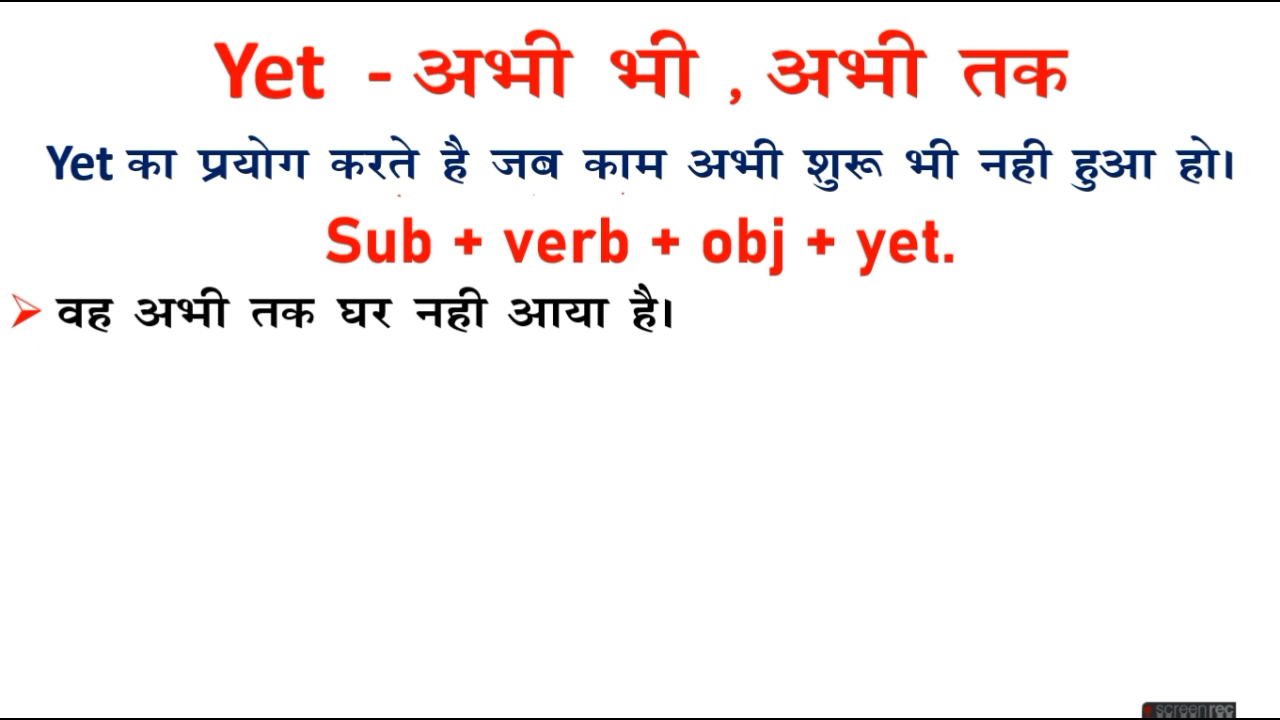 Yet - अभी भी , अभी तक
Yet का प्रयोग करते है जब काम अभी शुरू भी नही हुआ हो।
Sub + verb + obj + yet.
➢ वह अभी तक घर नही आया है।
screenrec